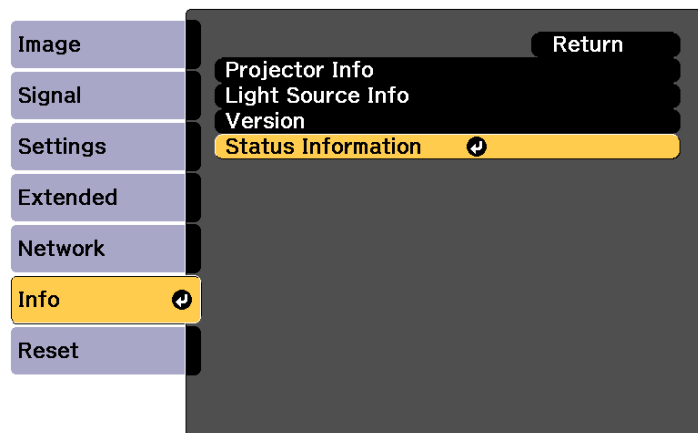 Image
Signal
Settings
Extended
Network
Info
Reset
Return
Projector Info
Light Source Info
Version
Status Information